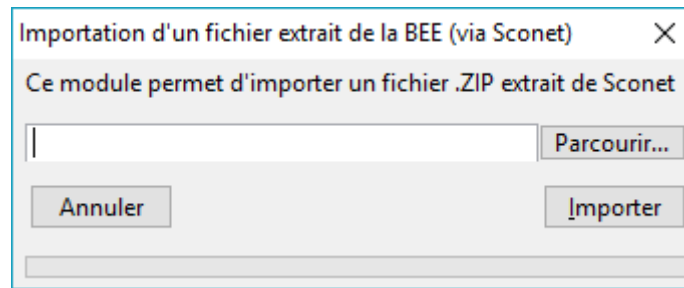 Importation d'un fichier extrait de la BEE (via Sconet)
Ce module permet d'importer un fichier .ZIP extrait de Sconet
Parcourir...
Annuler
Importer